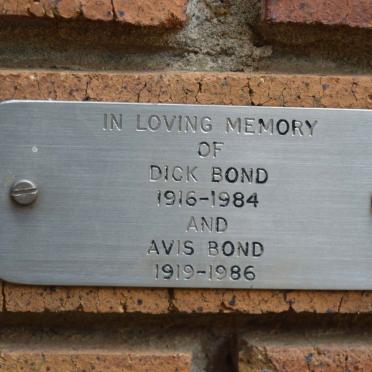 IN LOVING MEMORY
OF
DICK BOND
1916-1984
AND
AVIS BOND
1919-1986